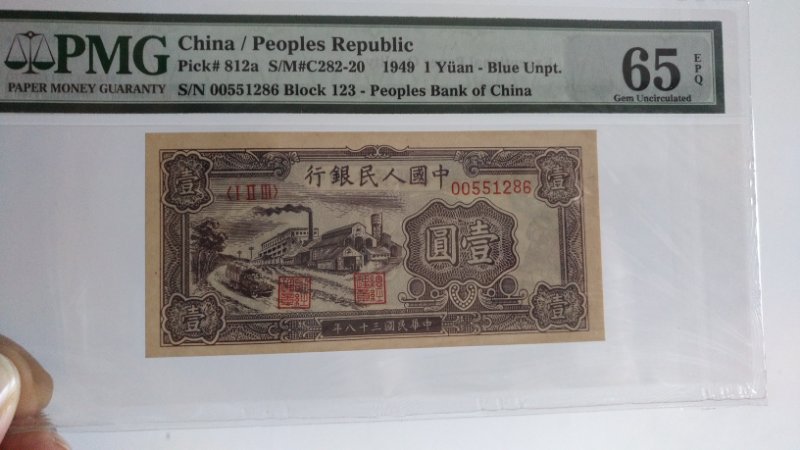 PMG
PAPER MONEY GUARANTY
China / Peoples Republic
Pick# 812a S/M#C282-20 1949 1 Yüan - Blue Unpt.
S/N 00551286 Block 123 - Peoples Bank of China
65 EPQ
Gem Uncirculated
行銀民人國中
(I II III)
00551286
壹
壹
圓壹
壹
壹
年八十三國民華中